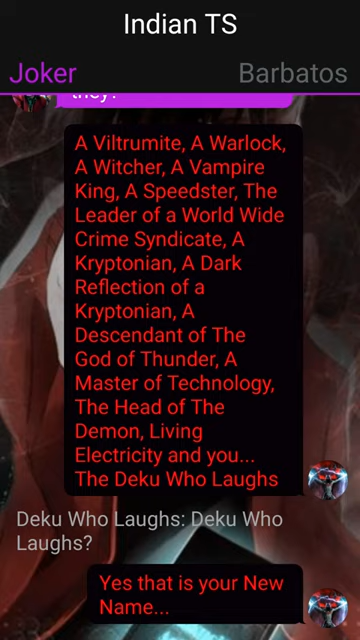 Indian TS
Joker Barbatos
they?
A Viltrumite, A Warlock,
A Witcher, A Vampire
King, A Speedster, The
Leader of a World Wide
Crime Syndicate, A
Kryptonian, A Dark
Reflection of a
Kryptonian, A
Descendant of The
God of Thunder, A
Master of Technology,
The Head of The
Demon, Living
Electricity and you...
The Deku Who Laughs
Deku Who Laughs: Deku Who
Laughs?
Yes that is your New
Name...